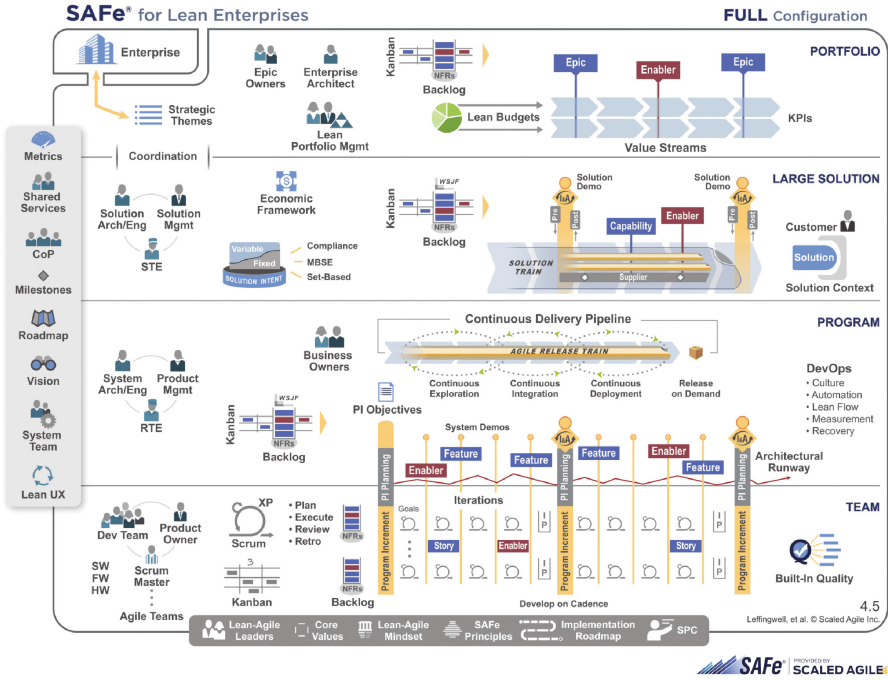 SAFe® for Lean Enterprises
FULL Configuration
Enterprise
Strategic
Themes
Epic
Owners
Enterprise
Architect
Lean
Portfolio Mgmt
Kanban
NFRs
Backlog
Lean Budgets
Epic
Enabler
Epic
Value Streams
KPIs
PORTFOLIO
Coordination
Metrics
Shared
Services
CoP
Milestones
Roadmap
Vision
System
Team
Lean UX
Solution
Arch/Eng
Solution
Mgmt
STE
Economic
Framework
Variable
Fixed
SOLUTION INTENT
Compliance
MBSE
Set-Based
Kanban
WSJF
NFRs
Backlog
Solution
Demo
I&A
Pre
Post
Capability
Enabler
Solution
Demo
I&A
Pre
Post
SOLUTION
TRAIN
Supplier
LARGE SOLUTION
Customer
Solution
Solution Context
System
Arch/Eng
Product
Mgmt
RTE
Business
Owners
Kanban
WSJF
NFRs
Backlog
PI Objectives
Continuous Delivery Pipeline
AGILE RELEASE TRAIN
Continuous
Exploration
Continuous
Integration
Continuous
Deployment
Release
on Demand
PROGRAM
DevOps
• Culture
• Automation
• Lean Flow
• Measurement
• Recovery
System Demos
Enabler
Feature
Feature
I&A
Feature
Enabler
Feature
I&A
Architectural
Runway
PI Planning
PI Planning
PI Planning
Dev Team
Product
Owner
Scrum
Master
SW
FW
HW
Agile Teams
XP
Scrum
• Plan
• Execute
• Review
• Retro
3
Kanban
NFRs
NFRs
Backlog
Program Increment
Goals
Iterations
Story
Enabler
I P
I P
Program Increment
Story
I P
I P
Program Increment
Develop on Cadence
TEAM
Built-In Quality
4.5
Leffingwell, et al. © Scaled Agile Inc.
Lean-Agile
Leaders
Core
Values
Lean-Agile
Mindset
SAFe
Principles
Implementation
Roadmap
SPC
SAFe®
PROVIDED BY
SCALED AGILE